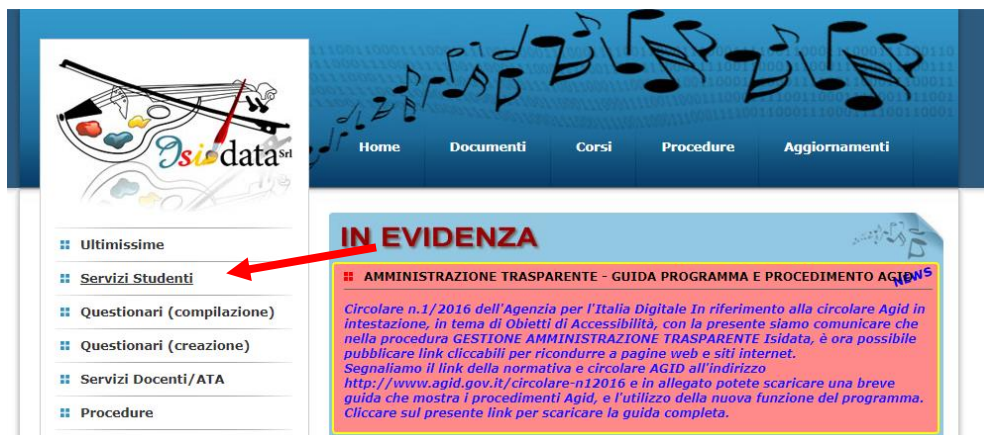 Isidata Srl
Home
Documenti
Corsi
Procedure
Aggiornamenti
Ultimissime
Servizi Studenti
Questionari (compilazione)
Questionari (creazione)
Servizi Docenti/ATA
Procedure
IN EVIDENZA
AMMINISTRAZIONE TRASPARENTE - GUIDA PROGRAMMA E PROCEDIMENTO AGID
NEWS
Circolare n.1/2016 dell'Agenzia per l'Italia Digitale In riferimento alla circolare Agid in
intestazione, in tema di Obietti di Accessibilità, con la presente siamo comunicare che
nella procedura GESTIONE AMMINISTRAZIONE TRASPARENTE Isidata, è ora possibile
pubblicare link cliccabili per ricondurre a pagine web e siti internet.
Segnaliamo il link della normativa e circolare AGID all'indirizzo
http://www.agid.gov.it/circolare-n12016 e in allegato potete scaricare una breve
guida che mostra i procedimenti Agid, e l'utilizzo della nuova funzione del programma.
Cliccare sul presente link per scaricare la guida completa.